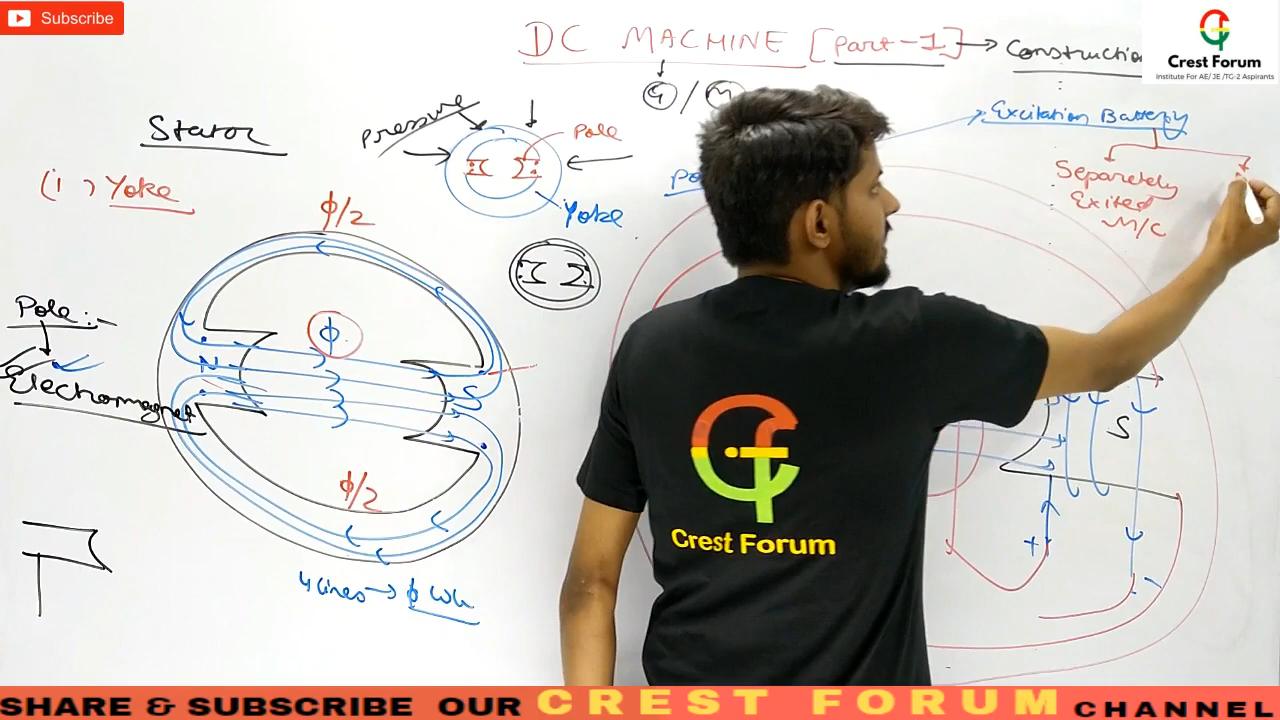 Subscribe
DC MACHINE [Part-1] → Construction
G / M
Crest Forum
Institute For AE/ JE /TG-2 Aspirants
Stator
(i) Yoke
Pressure
Pole
Yoke
Excitation Battery
Separetely
Exited
M/C
Po
ϕ/2
ϕ
Pole:-
Electromagnet
N
S
ϕ/2
4 lines → ϕ Wb
S
+
-
Crest Forum
SHARE & SUBSCRIBE OUR CREST FORUM CHANNEL